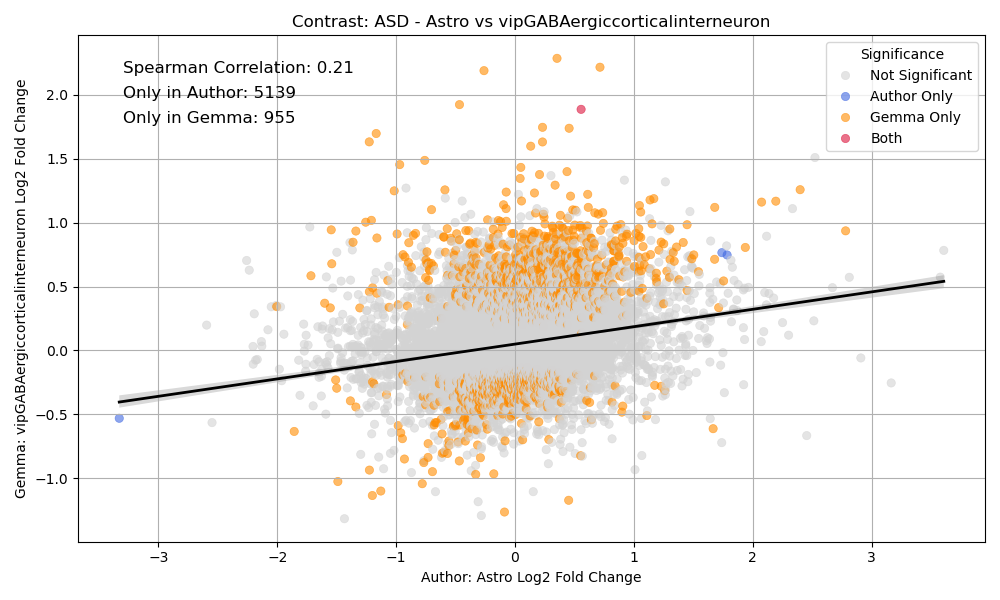 Contrast: ASD - Astro vs vipGABAergiccorticalinterneuron
Spearman Correlation: 0.21
Only in Author: 5139
Only in Gemma: 955
Significance
Not Significant
Author Only
Gemma Only
Both
Gemma: vipGABAergiccorticalinterneuron Log2 Fold Change
2.0
1.5
1.0
0.5
0.0
−0.5
−1.0
−3
−2
−1
0
1
2
3
Author: Astro Log2 Fold Change